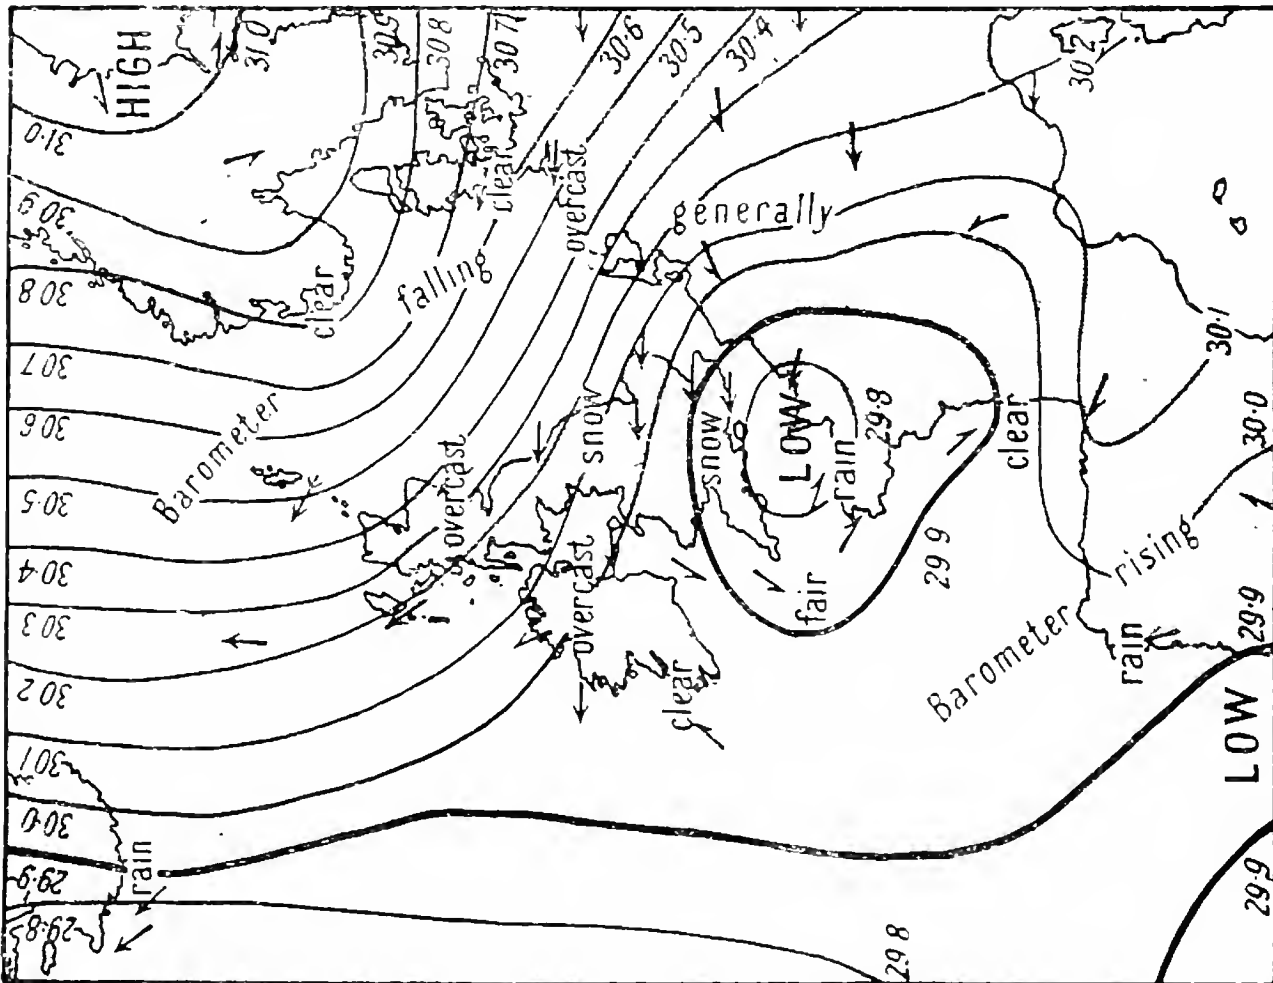 29·8
29·9
30·0
30·1
30·2
30·3
30·4
30·5
30·6
30·7
30·8
30·9
31·0
rain
HIGH
Barometer
31·0
clear
30·9
falling
30·8
overcast
clear
30·7
overcast
snow
overcast
30·6
clear
30·5
snow
generally
30·4
LOW
fair
rain
29·8
29 8
29 9
clear
Barometer
30·2
rain
rising
30·1
LOW
29·9
29·9
30·0